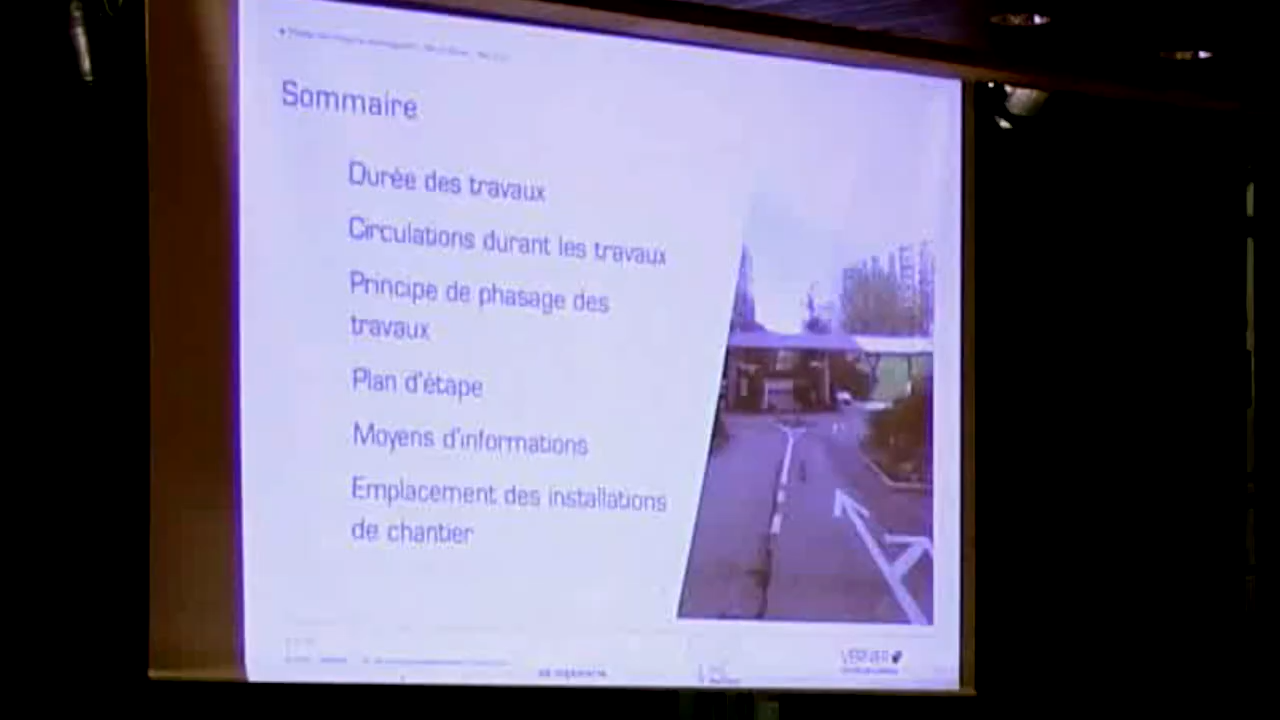 Sommaire
Durée des travaux
Circulations durant les travaux
Principe de phasage des
travaux
Plan d'étape
Moyens d'informations
Emplacement des installations
de chantier
VERNIER